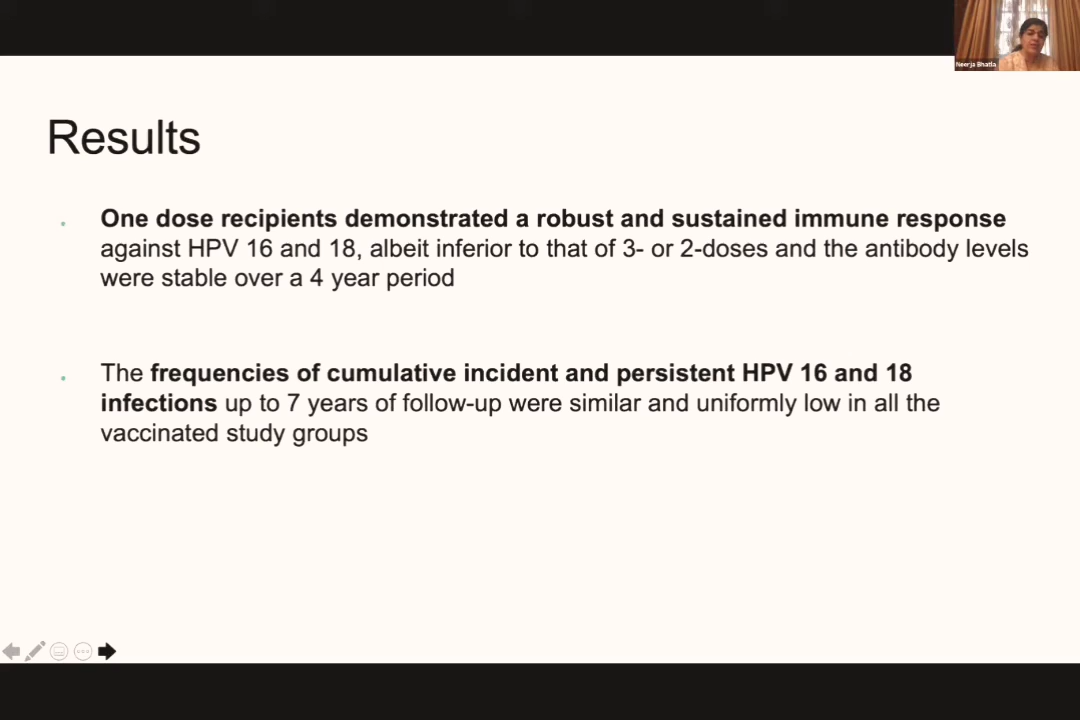 Neerja Bhatla
Results
One dose recipients demonstrated a robust and sustained immune response
against HPV 16 and 18, albeit inferior to that of 3- or 2-doses and the antibody levels
were stable over a 4 year period
The frequencies of cumulative incident and persistent HPV 16 and 18
infections up to 7 years of follow-up were similar and uniformly low in all the
vaccinated study groups